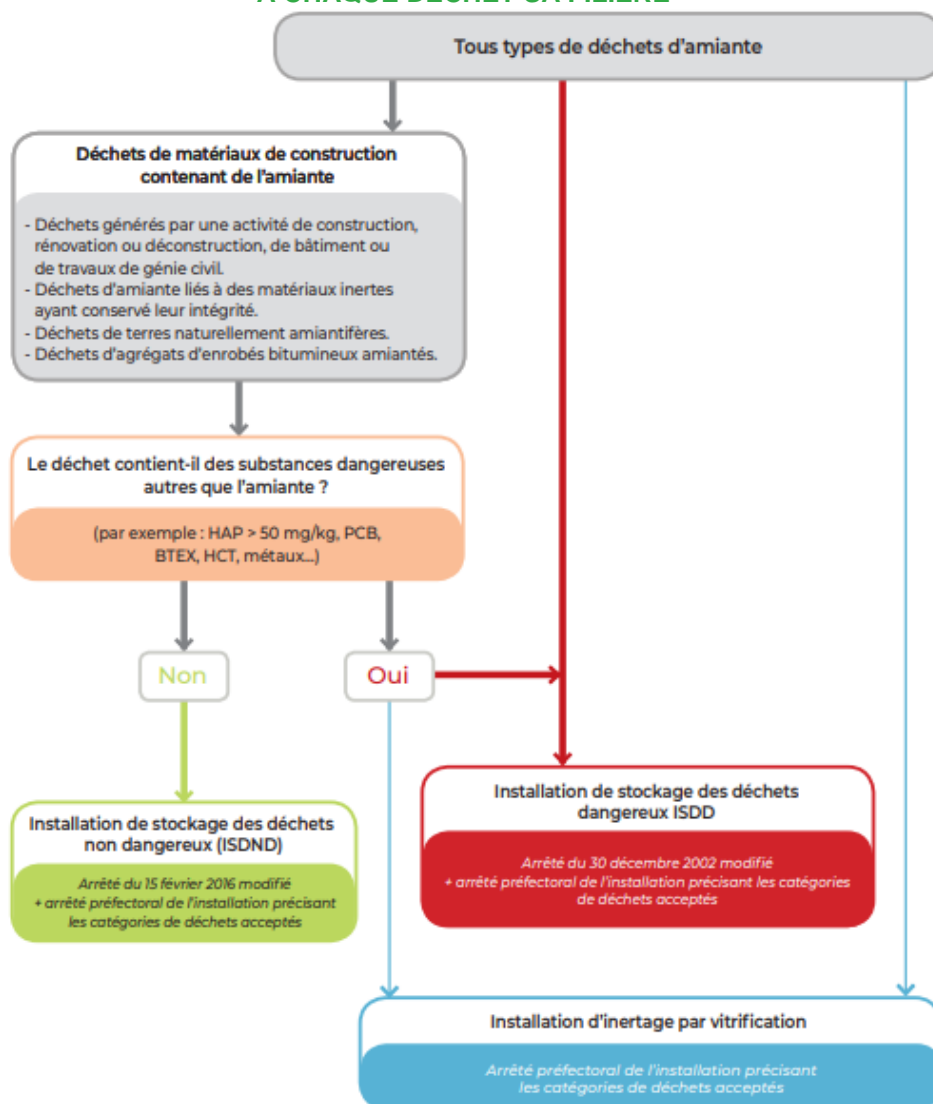 À CHAQUE DÉCHET SA FILIÈRE
Tous types de déchets d'amiante
Déchets de matériaux de construction
contenant de l'amiante
- Déchets générés par une activité de construction,
rénovation ou déconstruction, de bâtiment ou
de travaux de génie civil.
- Déchets d'amiante liés à des matériaux inertes
ayant conservé leur intégrité.
- Déchets de terres naturellement amiantifères.
- Déchets d'agrégats d'enrobés bitumineux amiantés.
Le déchet contient-il des substances dangereuses
autres que l'amiante ?
(par exemple : HAP > 50 mg/kg, PCB,
BTEX, HCT, métaux...)
Non
Oui
Installation de stockage des déchets
non dangereux (ISDND)
Arrêté du 15 février 2016 modifié
+ arrêté préfectoral de l'installation précisant
les catégories de déchets acceptés
Installation de stockage des déchets
dangereux ISDD
Arrêté du 30 décembre 2002 modifié
+ arrêté préfectoral de l'installation précisant les catégories
de déchets acceptés
Installation d'inertage par vitrification
Arrêté préfectoral de l'installation précisant
les catégories de déchets acceptés